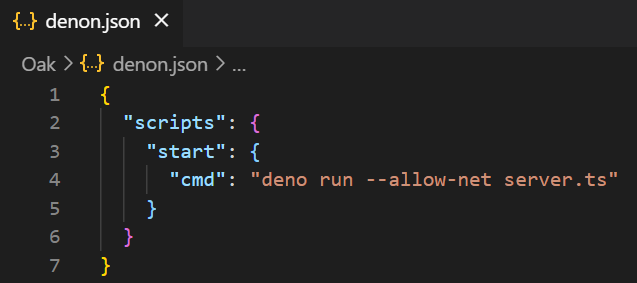 {..} denon.json ×
Oak > {..} denon.json > ...
1 {
2 "scripts": {
3 "start": {
4 "cmd": "deno run --allow-net server.ts"
5 }
6 }
7 }